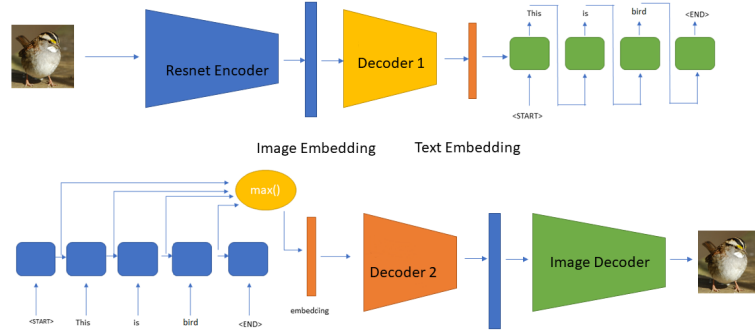 This
is
bird
<END>
Resnet Encoder
Decoder 1
<START>
Image Embedding
Text Embedding
max()
Decoder 2
Image Decoder
embedding
<START>
This
is
bird
<END>